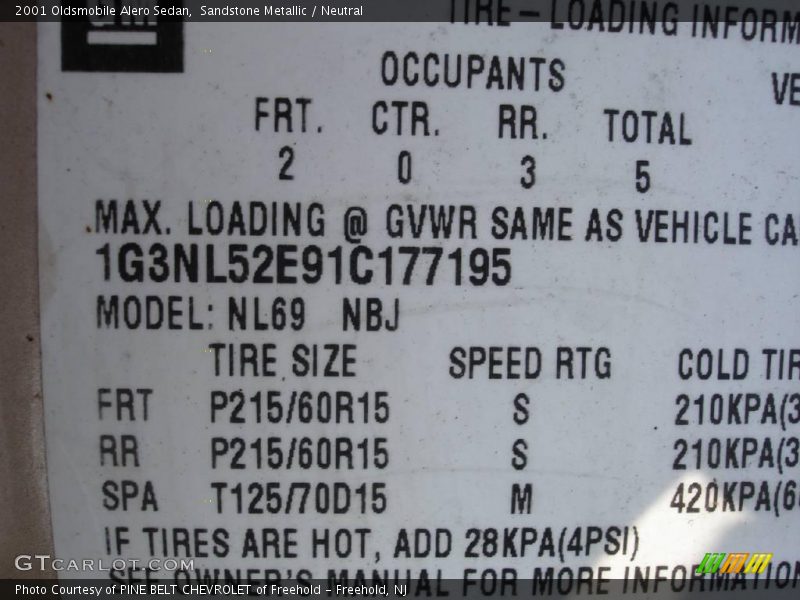 2001 Oldsmobile Alero Sedan, Sandstone Metallic / Neutral
GM
TIRE – LOADING INFORM
OCCUPANTS VE
FRT. CTR. RR. TOTAL
2 0 3 5
MAX. LOADING @ GVWR SAME AS VEHICLE CA
1G3NL52E91C177195
MODEL: NL69 NBJ
TIRE SIZE SPEED RTG COLD TIR
FRT P215/60R15 S 210KPA(3
RR P215/60R15 S 210KPA(3
SPA T125/70D15 M 420KPA(6
IF TIRES ARE HOT, ADD 28KPA(4PSI)
SEE OWNER'S MANUAL FOR MORE INFORMATION
GTCARLOT.COM
Photo Courtesy of PINE BELT CHEVROLET of Freehold – Freehold, NJ